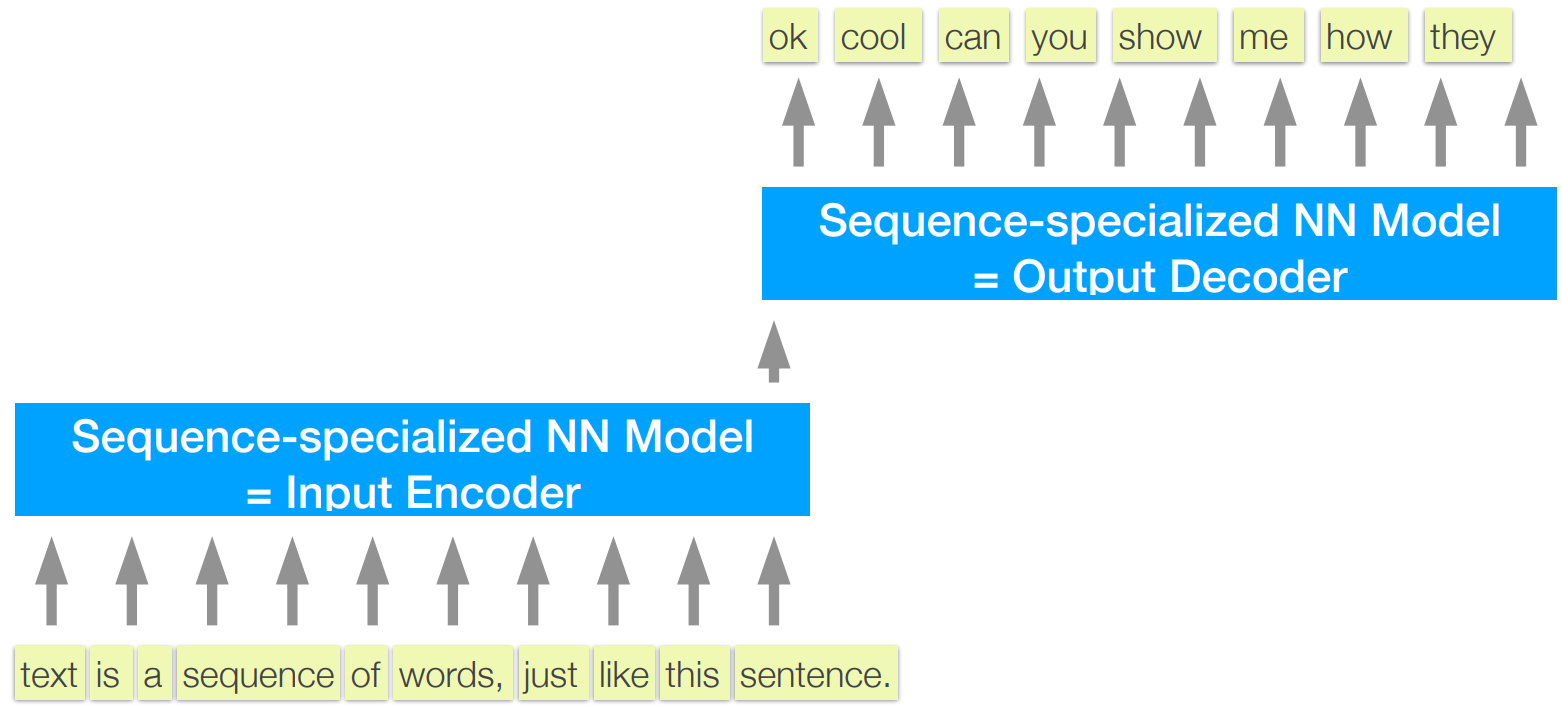 ok cool can you show me how they
Sequence-specialized NN Model
= Output Decoder
Sequence-specialized NN Model
= Input Encoder
text is a sequence of words, just like this sentence.